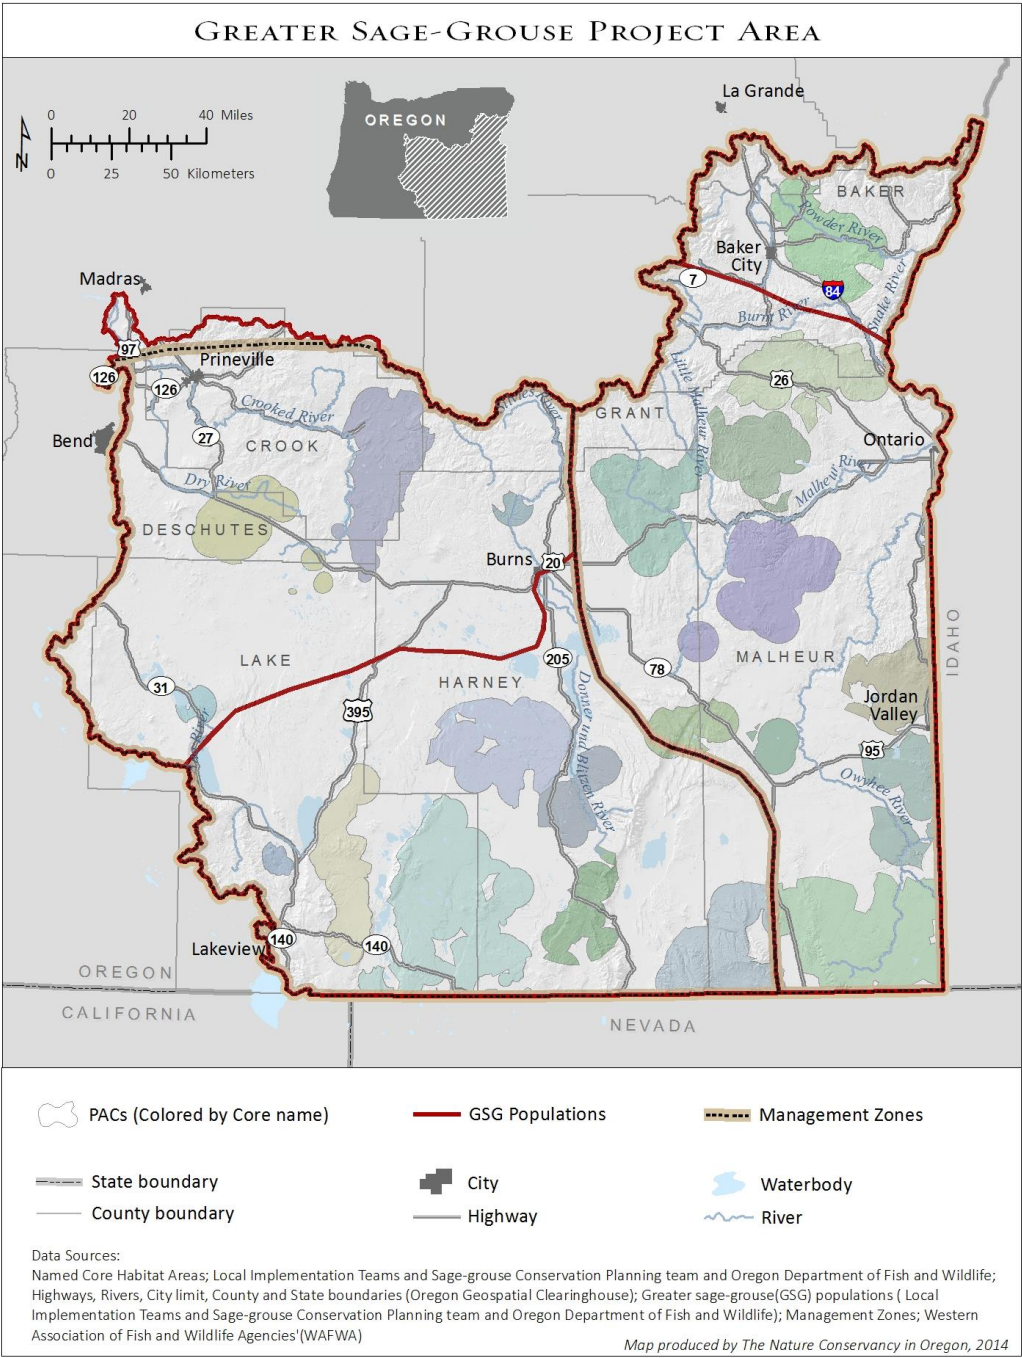 GREATER SAGE-GROUSE PROJECT AREA
La Grande
0 20 40 Miles
0 25 50 Kilometers
N
OREGON
BAKER
Powder River
Baker
City
7
84
Snake River
Burnt River
Madras
97
126
126
Prineville
Crooked River
27
CROOK
Bend
Dry River
DESCHUTES
GRANT
Little Malheur River
26
Ontario
Malheur River
Burns
20
LAKE
31
395
HARNEY
205
Donner und Blitzen River
78
MALHEUR
IDAHO
Jordan
Valley
95
Owyhee River
Lakeview
140
140
OREGON
CALIFORNIA
NEVADA
PACs (Colored by Core name)
GSG Populations
Management Zones
State boundary
City
Waterbody
County boundary
Highway
River
Data Sources:
Named Core Habitat Areas; Local Implementation Teams and Sage-grouse Conservation Planning team and Oregon Department of Fish and Wildlife;
Highways, Rivers, City limit, County and State boundaries (Oregon Geospatial Clearinghouse); Greater sage-grouse(GSG) populations ( Local
Implementation Teams and Sage-grouse Conservation Planning team and Oregon Department of Fish and Wildlife); Management Zones; Western
Association of Fish and Wildlife Agencies'(WAFWA)
Map produced by The Nature Conservancy in Oregon, 2014